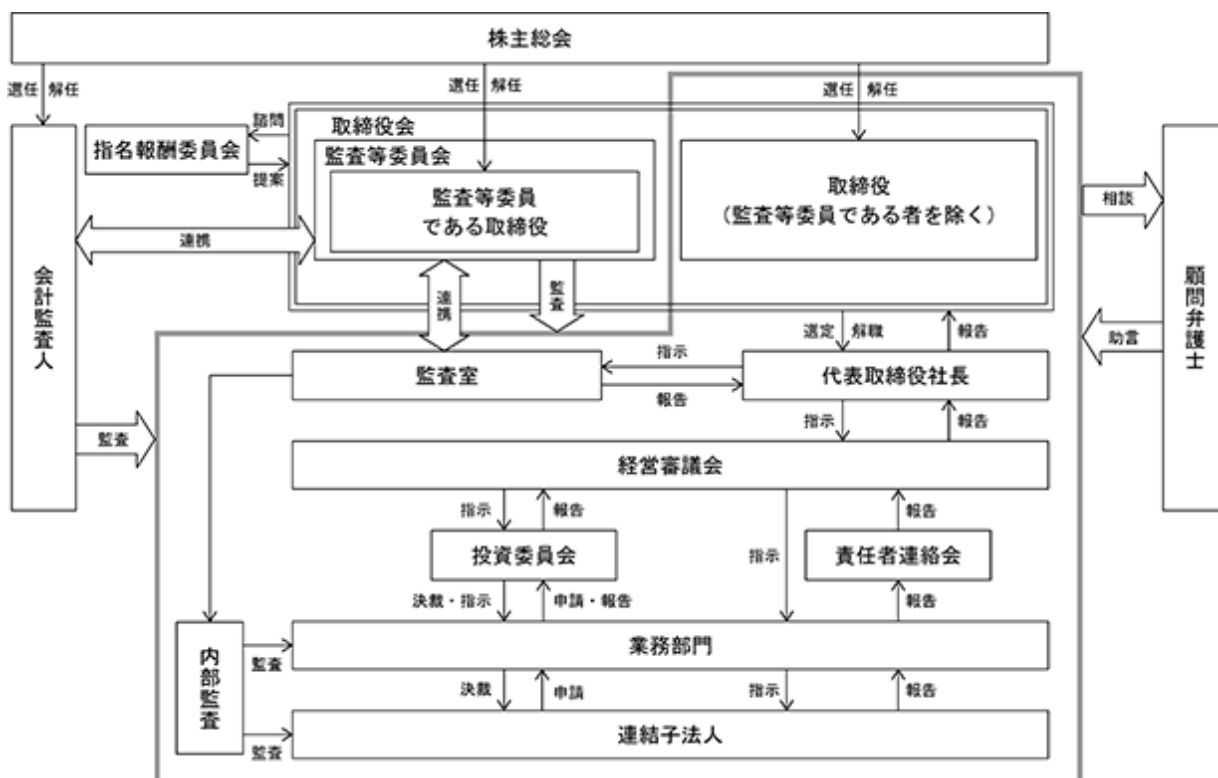 株主総会
選任 解任
選任 解任
選任 解任
諮問
指名報酬委員会
提案
取締役会
監査等委員会
監査等委員
である取締役
取締役
(監査等委員である者を除く)
相談
連携
会計監査人
連携
監査
顧問弁護士
選定 解職
報告
助言
指示
監査室
代表取締役社長
報告
監査
指示
報告
経営審議会
指示
報告
報告
投資委員会
指示
責任者連絡会
決裁・指示
申請・報告
報告
内部監査
監査
業務部門
決裁
申請
指示
報告
監査
連結子法人